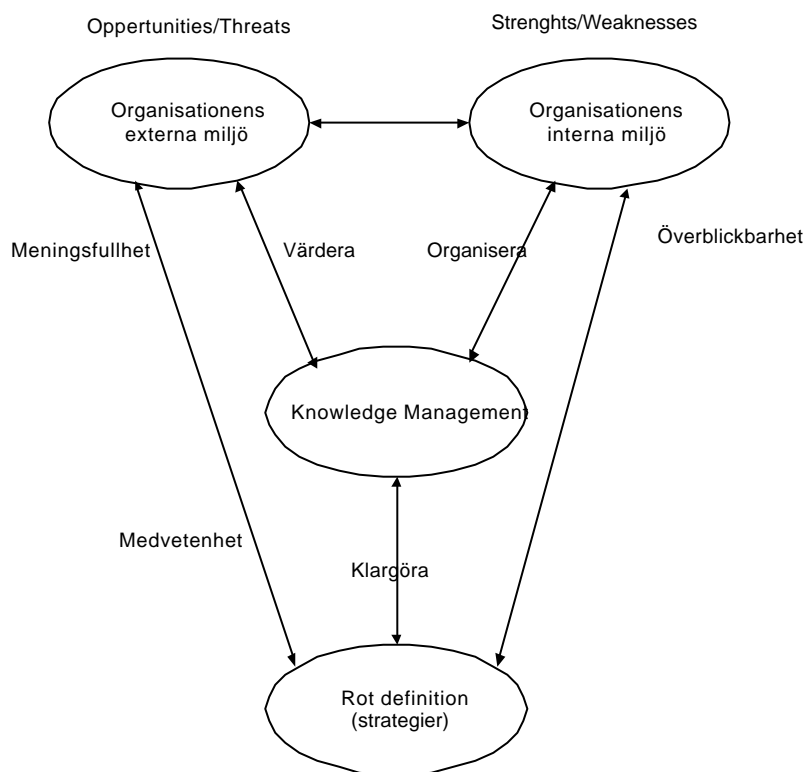 Oppertunities/Threats
Strenghts/Weaknesses
Organisationens
externa miljö
Organisationens
interna miljö
Meningsfullhet
Värdera
Organisera
Överblickbarhet
Knowledge Management
Medvetenhet
Klargöra
Rot definition
(strategier)